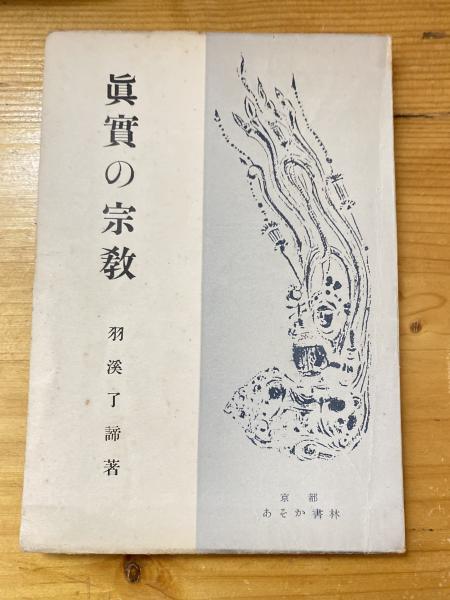 眞實の宗教
羽溪了諦著
京都
あそか書林